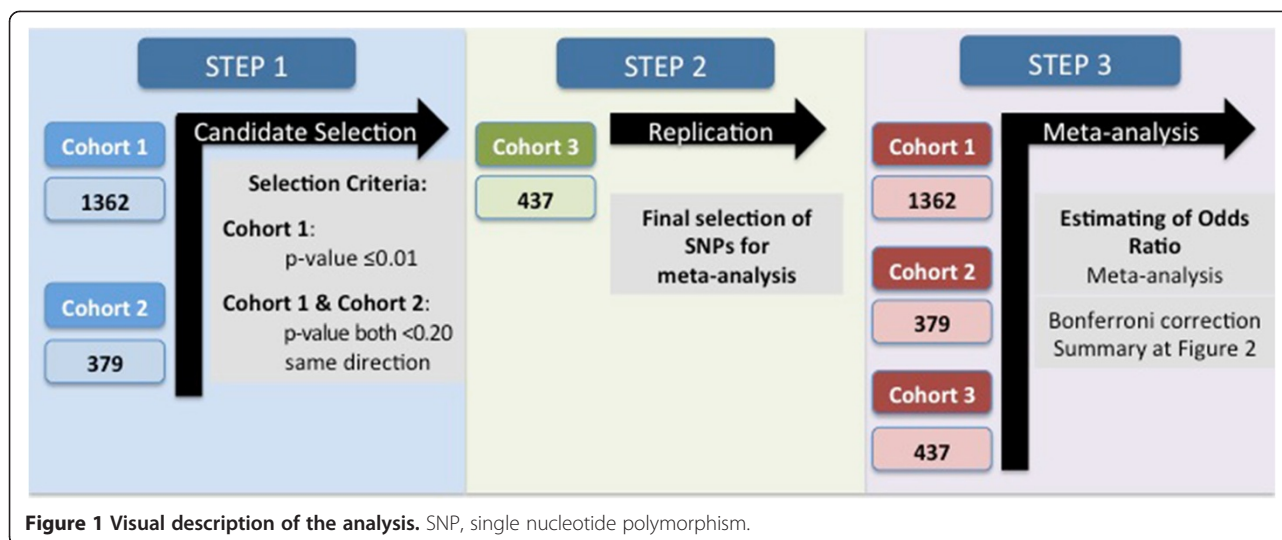 STEP 1
Cohort 1
1362
Cohort 2
379
Candidate Selection
Selection Criteria:
Cohort 1:
p-value ≤0.01
Cohort 1 & Cohort 2:
p-value both <0.20
same direction
STEP 2
Cohort 3
437
Replication
Final selection of
SNPs for
meta-analysis
STEP 3
Cohort 1
1362
Cohort 2
379
Cohort 3
437
Meta-analysis
Estimating of Odds
Ratio
Meta-analysis
Bonferroni correction
Summary at Figure 2
Figure 1 Visual description of the analysis. SNP, single nucleotide polymorphism.